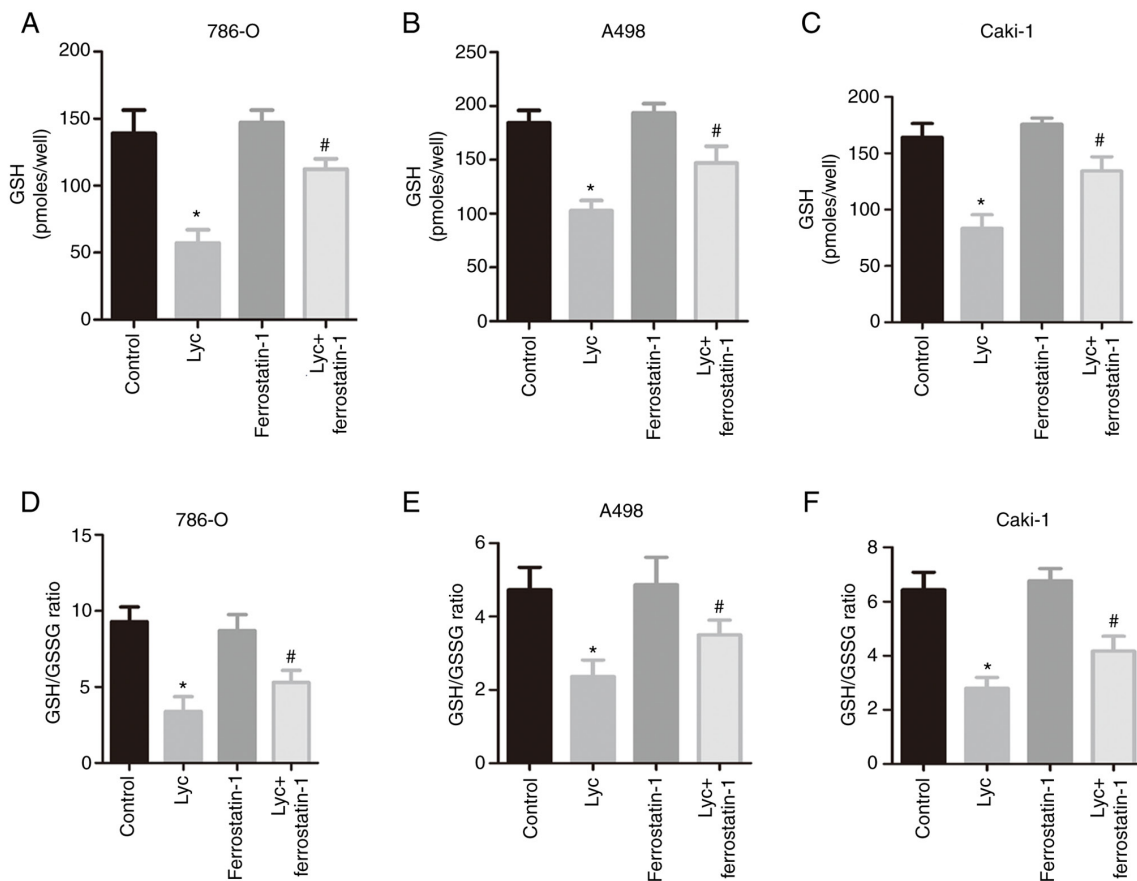 A
786-O
GSH
(pmoles/well)
200
150
100
50
0
*
#
Control
Lyc
Ferrostatin-1
Lyc+
ferrostatin-1
B
A498
GSH
(pmoles/well)
250
200
150
100
50
0
*
#
Control
Lyc
Ferrostatin-1
Lyc+
ferrostatin-1
C
Caki-1
GSH
(pmoles/well)
200
150
100
50
0
*
#
Control
Lyc
Ferrostatin-1
Lyc+
ferrostatin-1
D
786-O
GSH/GSSG ratio
15
10
5
0
*
#
Control
Lyc
Ferrostatin-1
Lyc+
ferrostatin-1
E
A498
GSH/GSSG ratio
6
4
2
0
*
#
Control
Lyc
Ferrostatin-1
Lyc+
ferrostatin-1
F
Caki-1
GSH/GSSG ratio
8
6
4
2
0
*
#
Control
Lyc
Ferrostatin-1
Lyc+
ferrostatin-1